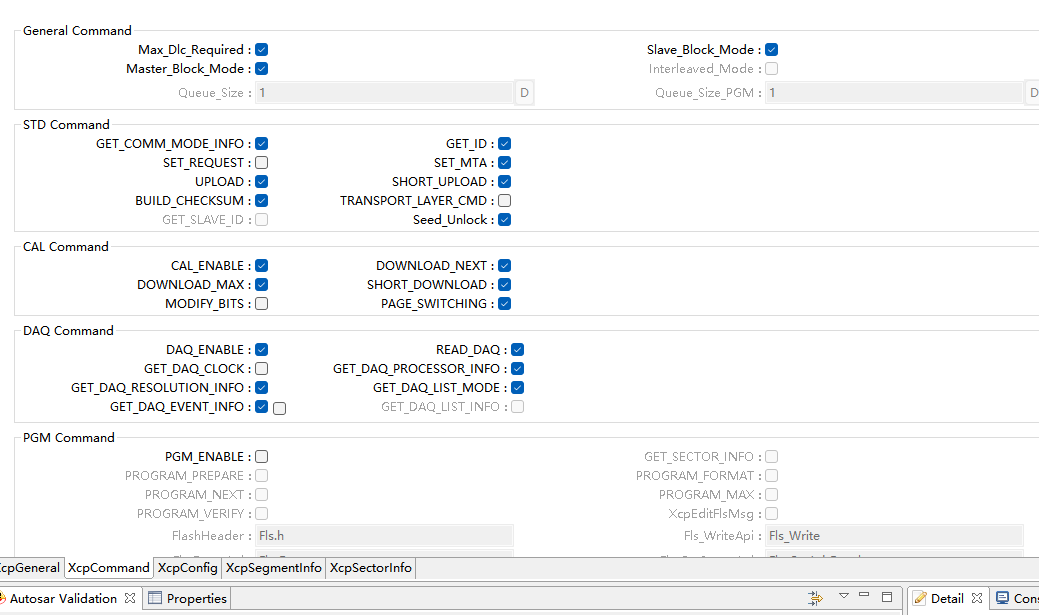 General Command
Max_Dlc_Required : Slave_Block_Mode :
Master_Block_Mode : Interleaved_Mode :
Queue_Size : 1 D Queue_Size_PGM : 1 D
STD Command
GET_COMM_MODE_INFO : GET_ID :
SET_REQUEST : SET_MTA :
UPLOAD : SHORT_UPLOAD :
BUILD_CHECKSUM : TRANSPORT_LAYER_CMD :
GET_SLAVE_ID : Seed_Unlock :
CAL Command
CAL_ENABLE : DOWNLOAD_NEXT :
DOWNLOAD_MAX : SHORT_DOWNLOAD :
MODIFY_BITS : PAGE_SWITCHING :
DAQ Command
DAQ_ENABLE : READ_DAQ :
GET_DAQ_CLOCK : GET_DAQ_PROCESSOR_INFO :
GET_DAQ_RESOLUTION_INFO : GET_DAQ_LIST_MODE :
GET_DAQ_EVENT_INFO : GET_DAQ_LIST_INFO :
PGM Command
PGM_ENABLE : GET_SECTOR_INFO :
PROGRAM_PREPARE : PROGRAM_FORMAT :
PROGRAM_NEXT : PROGRAM_MAX :
PROGRAM_VERIFY : XcpEditFlsMsg :
FlashHeader : Fls.h Fls_WriteApi : Fls_Write
cpGeneral XcpCommand XcpConfig XcpSegmentInfo XcpSectorInfo
Autosar Validation Properties Detail Cons